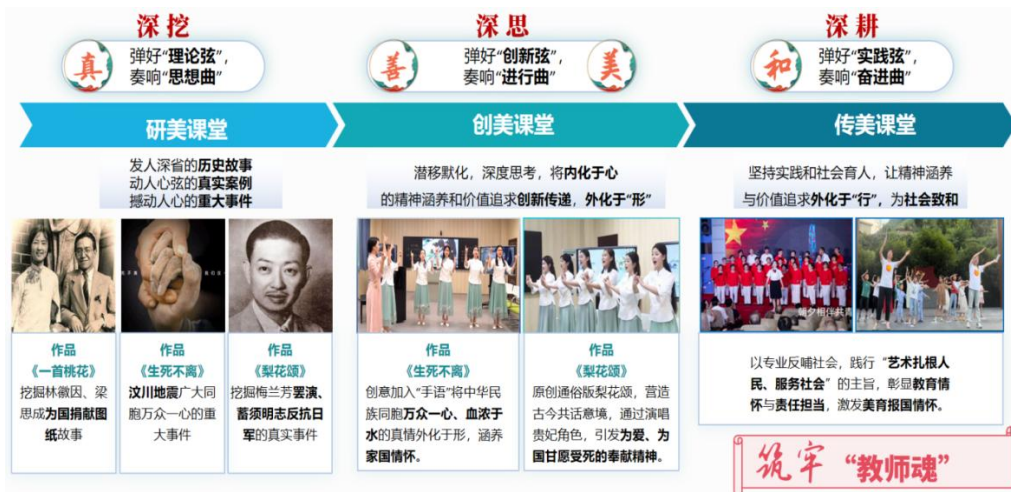 深挖
真
弹好“理论弦”，
奏响“思想曲”
深思
善
弹好“创新弦”，
奏响“进行曲”
美
深耕
和
弹好“实践弦”，
奏响“奋进曲”
研美课堂
创美课堂
传美课堂
发人深省的历史故事
动人心弦的真实案例
撼动人心的重大事件
潜移默化，深度思考，将内化于心
的精神涵养和价值追求创新传递，外化于“形”
坚持实践和社会育人，让精神涵养
与价值追求外化于“行”，为社会致和
朝夕相伴共青
作品
《一首桃花》
挖掘林徽因、梁
思成为国捐献图
纸故事
作品
《生死不离》
汶川地震广大同
胞万众一心的重
大事件
作品
《梨花颂》
挖掘梅兰芳罢演、
蓄须明志反抗日
军的真实事件
作品
《生死不离》
创意加入“手语”将中华民
族同胞万众一心、血浓于
水的真情外化于形，涵养
家国情怀。
作品
《梨花颂》
原创通俗版梨花颂，营造
古今共话意境，通过演唱
贵妃角色，引发为爱、为
国甘愿受死的奉献精神。
以专业反哺社会，践行“艺术扎根人
民、服务社会”的主旨，彰显教育情
怀与责任担当，激发美育报国情怀。
筑牢“教师魂”